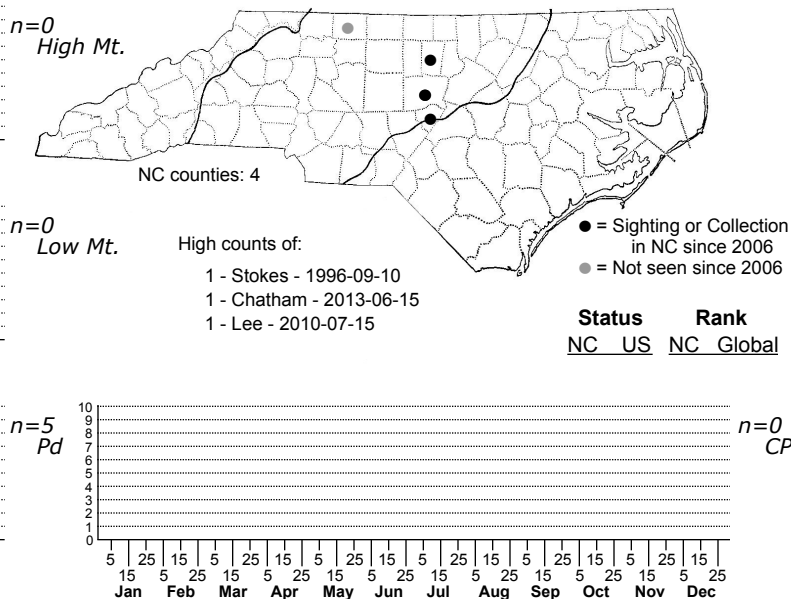 n=0
High Mt.
NC counties: 4
n=0
Low Mt.
High counts of:
1 - Stokes - 1996-09-10
1 - Chatham - 2013-06-15
1 - Lee - 2010-07-15
● = Sighting or Collection
in NC since 2006
● = Not seen since 2006
Status Rank
NC US NC Global
n=5
Pd
10
9
8
7
6
5
4
3
2
1
0
n=0
CP
5 25 15 5 25 15 5 25 15 5 25 15 5 25 15 5 25 15
15 5 25 15 5 25 15 5 25 15 5 25 15 5 25 15 5 25
Jan Feb Mar Apr May Jun Jul Aug Sep Oct Nov Dec